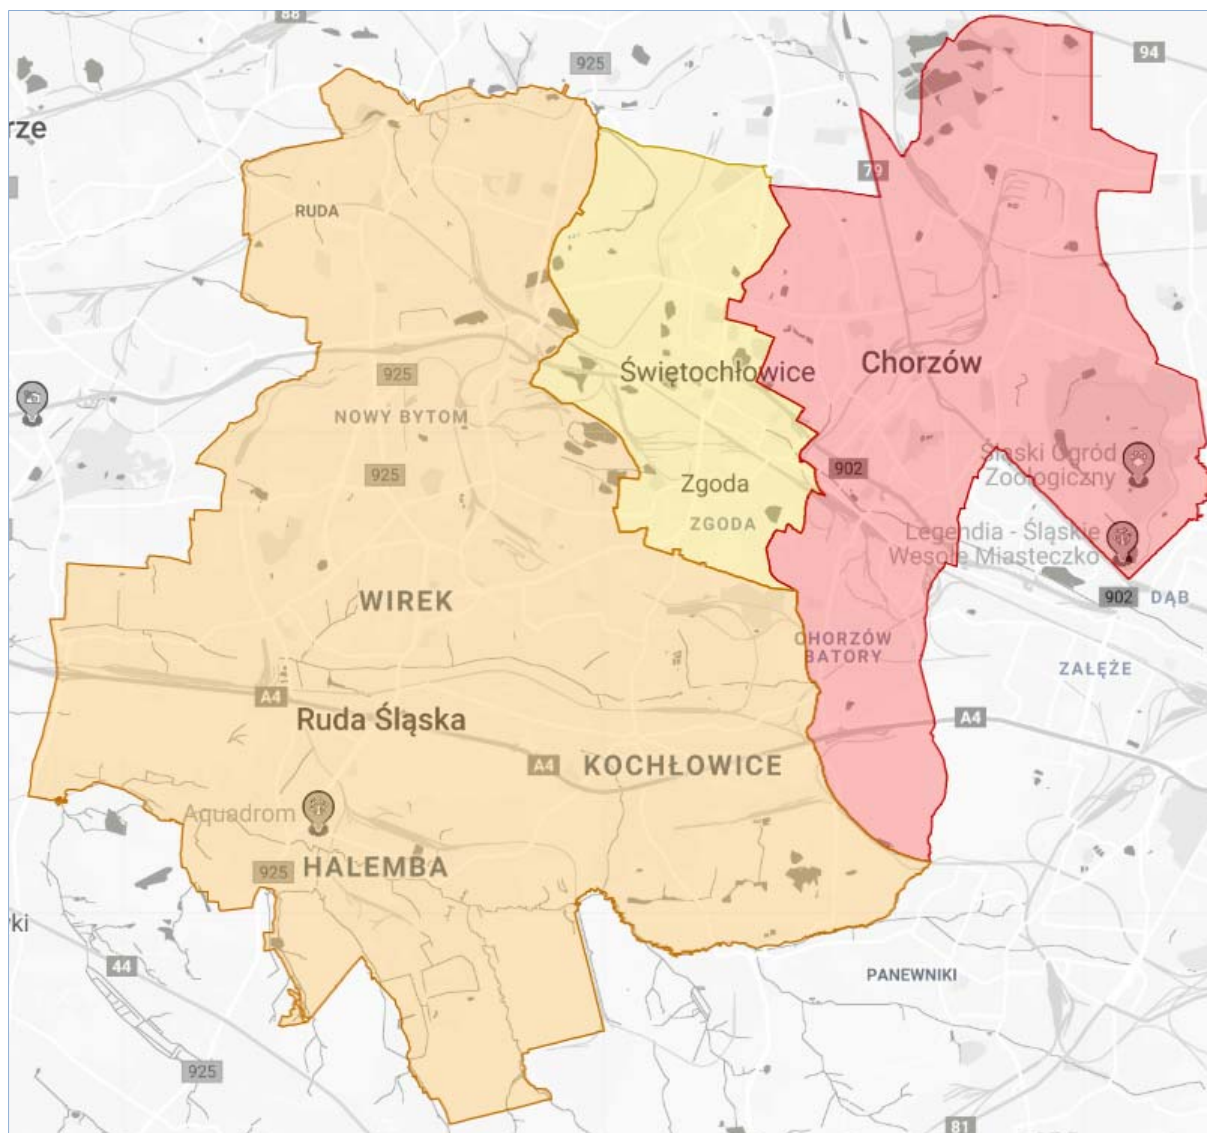 88
94
925
rze
79
RUDA
925
Świętochłowice
Chorzów
NOWY BYTOM
925
902
Śląski Ogród
Zoologiczny
Zgoda
ZGODA
Legendia - Śląskie
Wesołe Miasteczko
WIREK
902
DĄB
CHORZÓW
BATORY
ZAŁĘŻE
A4
Ruda Śląska
A4
A4
KOCHŁOWICE
Aquadrom
925
HALEMBA
ki
44
PANEWNIKI
925
81